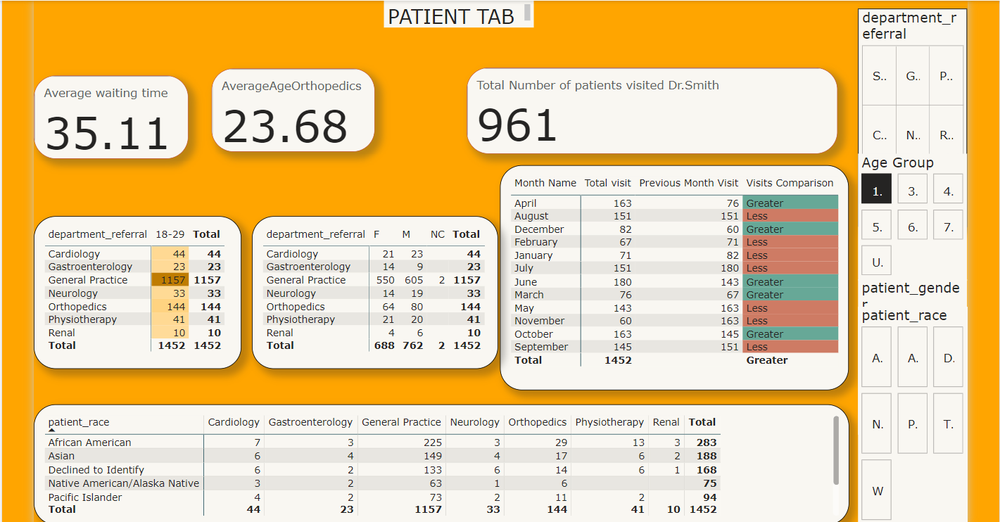 PATIENT TAB
Average waiting time
35.11
AverageAgeOrthopedics
23.68
Total Number of patients visited Dr.Smith
961
department_referral 18-29 Total
Cardiology 44 44
Gastroenterology 23 23
General Practice 1157 1157
Neurology 33 33
Orthopedics 144 144
Physiotherapy 41 41
Renal 10 10
Total 1452 1452
department_referral F M NC Total
Cardiology 21 23 44
Gastroenterology 14 9 23
General Practice 550 605 2 1157
Neurology 14 19 33
Orthopedics 64 80 144
Physiotherapy 21 20 41
Renal 4 6 10
Total 688 762 2 1452
Month Name Total visit Previous Month Visit Visits Comparison
April 163 76 Greater
August 151 151 Less
December 82 60 Greater
February 67 71 Less
January 71 82 Less
July 151 180 Less
June 180 143 Greater
March 76 67 Greater
May 143 163 Less
November 60 163 Less
October 163 145 Greater
September 145 151 Less
Total 1452 Greater
patient_race Cardiology Gastroenterology General Practice Neurology Orthopedics Physiotherapy Renal Total
African American 7 3 225 3 29 13 3 283
Asian 6 4 149 4 17 6 2 188
Declined to Identify 6 2 133 6 14 6 1 168
Native American/Alaska Native 3 2 63 1 6 75
Pacific Islander 4 2 73 2 11 2 94
Total 44 23 1157 33 144 41 10 1452
department_r
eferral
S.. G.. P..
C.. N.. R..
Age Group
1. 3. 4.
5. 6. 7.
U.
patient_gende
r
patient_race
A. A. D.
N. P. T.
W